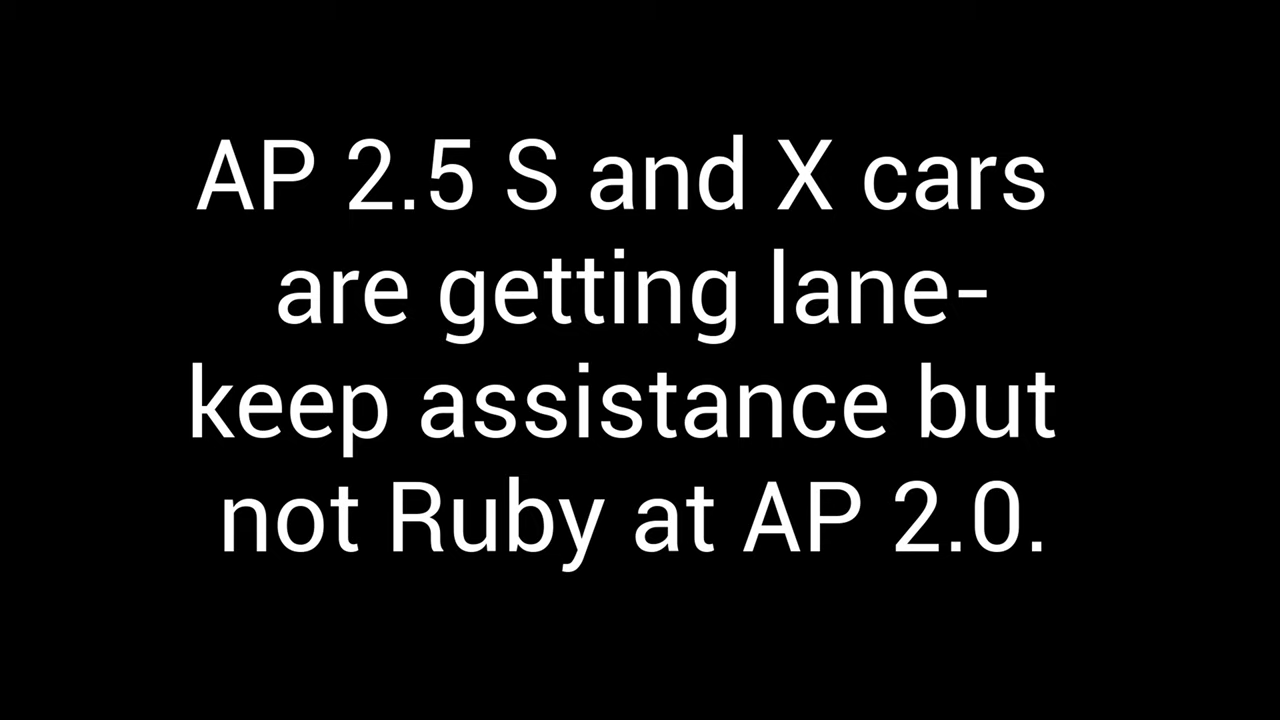 AP 2.5 S and X cars
are getting lane-
keep assistance but
not Ruby at AP 2.0.